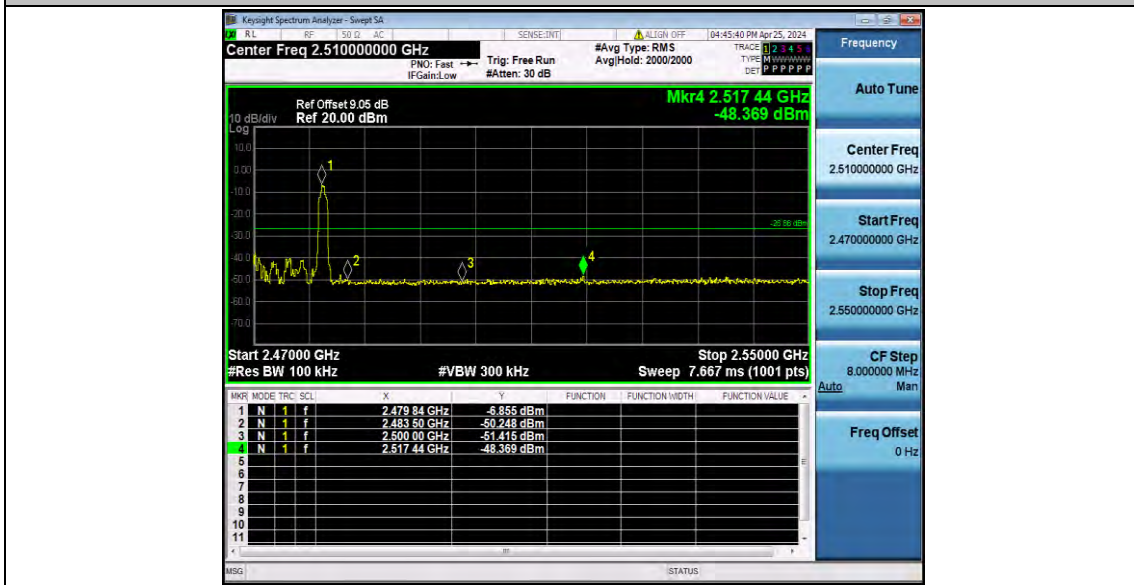 Keysight Spectrum Analyzer - Swept SA
RL RF 50 Ω AC SENSE:INT ALIGN OFF 04:45:40 PM Apr 25, 2024
Center Freq 2.510000000 GHz
PNO: Fast
IFGain:Low
Trig: Free Run
#Atten: 30 dB
#Avg Type: RMS
Avg|Hold: 2000/2000
TRACE 1 2 3 4 5 6
TYPE M
DET P P P P P P
Mkr4 2.517 44 GHz
-48.369 dBm
Ref Offset 9.05 dB
10 dB/div Ref 20.00 dBm
Log
10.0
0.00
-10.0
-20.0
-30.0
-40.0
-50.0
-60.0
-70.0
1
2
3
4
Start 2.47000 GHz Stop 2.55000 GHz
#Res BW 100 kHz #VBW 300 kHz Sweep 7.667 ms (1001 pts)
MKR MODE TRC SCL X Y FUNCTION FUNCTION WIDTH FUNCTION VALUE
1 N 1 f 2.479 84 GHz -6.855 dBm
2 N 1 f 2.483 50 GHz -50.248 dBm
3 N 1 f 2.500 00 GHz -51.415 dBm
4 N 1 f 2.517 44 GHz -48.369 dBm
5
6
7
8
9
10
11
MSG STATUS
Frequency
Auto Tune
Center Freq
2.510000000 GHz
Start Freq
2.470000000 GHz
Stop Freq
2.550000000 GHz
CF Step
8.000000 MHz
Auto Man
Freq Offset
0 Hz